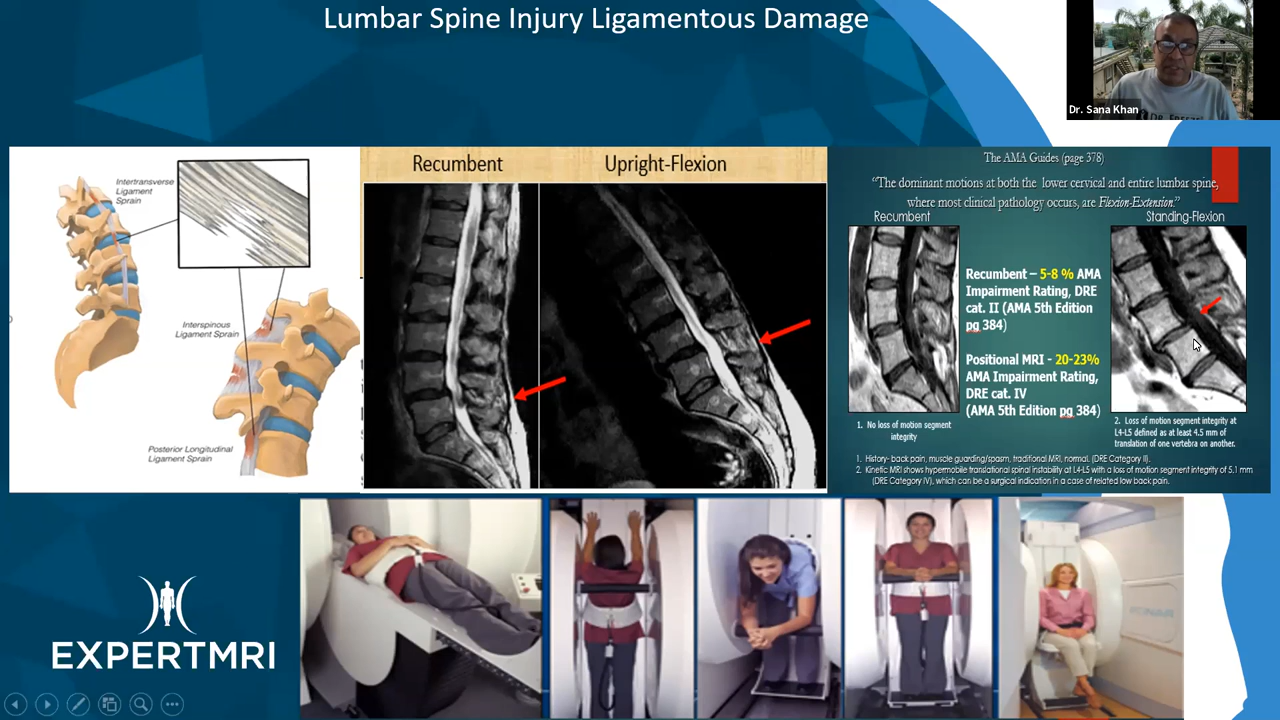 Lumbar Spine Injury Ligamentous Damage
Dr. Sana Khan
Intertransverse
Ligament
Sprain
Interspinous
Ligament Sprain
Posterior Longitudinal
Ligament Sprain
Recumbent
Upright-Flexion
The AMA Guides (page 378)
“The dominant motions at both the lower cervical and entire lumbar spine,
where most clinical pathology occurs, are Flexion-Extension.”
Recumbent
Standing-Flexion
Recumbent – 5-8 % AMA
Impairment Rating, DRE
cat. II (AMA 5th Edition
pg 384)
Positional MRI - 20-23%
AMA Impairment Rating,
DRE cat. IV
(AMA 5th Edition pg 384)
1. No loss of motion segment
integrity
2. Loss of motion segment integrity at
L4-L5 defined as at least 4.5 mm of
translation of one vertebra on another.
1. History- back pain, muscle guarding/spasm, traditional MRI, normal. (DRE Category II).
2. Kinetic MRI shows hypermobile translational spinal instability at L4-L5 with a loss of motion segment integrity of 5.1 mm
(DRE Category IV), which can be a surgical indication in a case of related low back pain.
EXPERTMRI